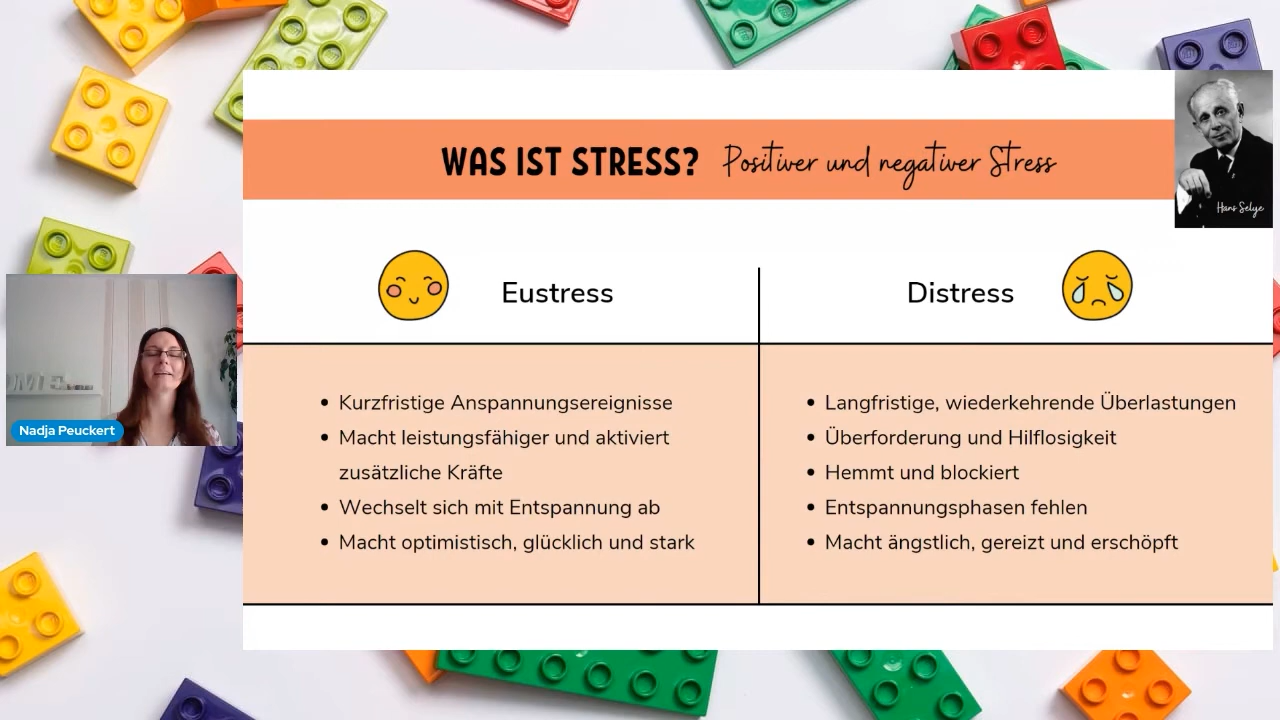 WAS IST STRESS? Positiver und negativer Stress
Hans Selye
Eustress
Distress
Kurzfristige Anspannungsereignisse
Macht leistungsfähiger und aktiviert
zusätzliche Kräfte
Wechselt sich mit Entspannung ab
Macht optimistisch, glücklich und stark
Langfristige, wiederkehrende Überlastungen
Überforderung und Hilflosigkeit
Hemmt und blockiert
Entspannungsphasen fehlen
Macht ängstlich, gereizt und erschöpft
Nadja Peuckert